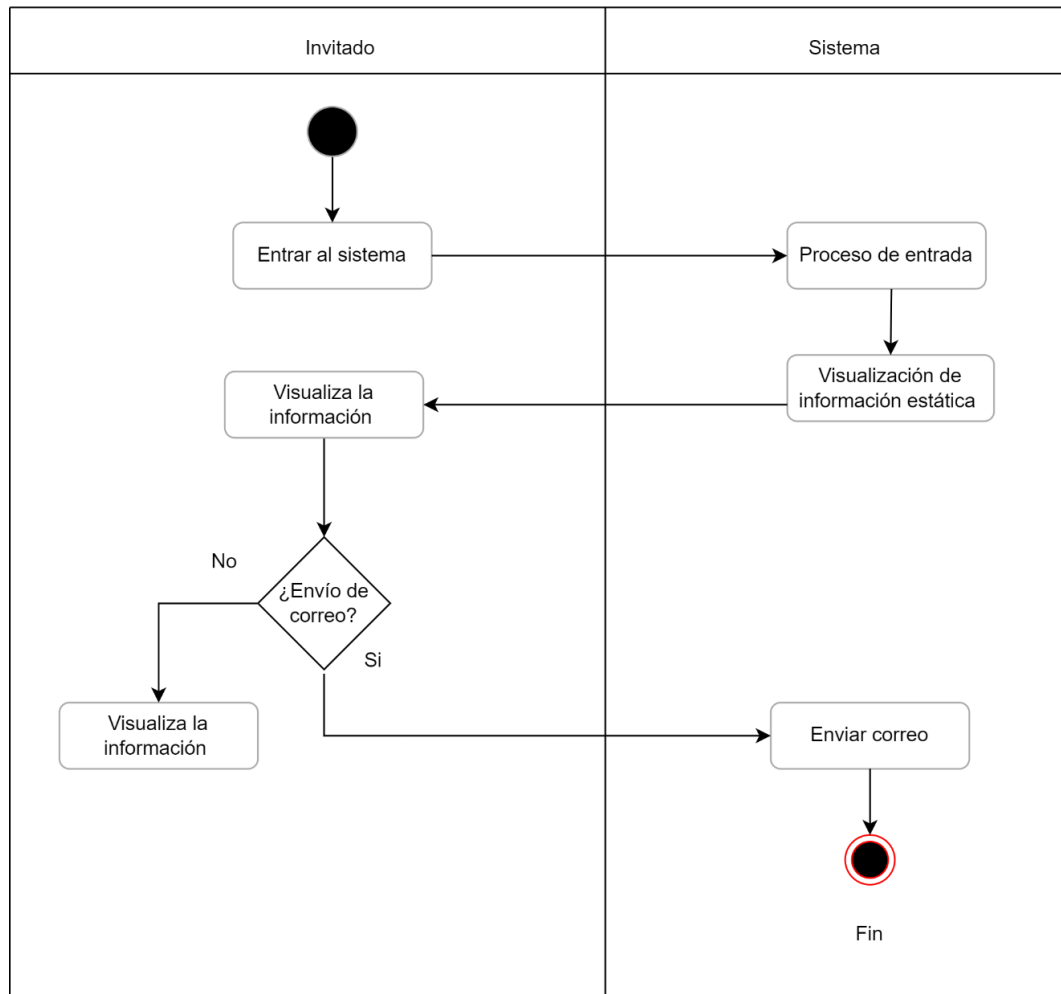 Invitado
Sistema
Entrar al sistema
Proceso de entrada
Visualiza la
información
Visualización de
información estática
No
¿Envío de
correo?
Si
Visualiza la
información
Enviar correo
Fin